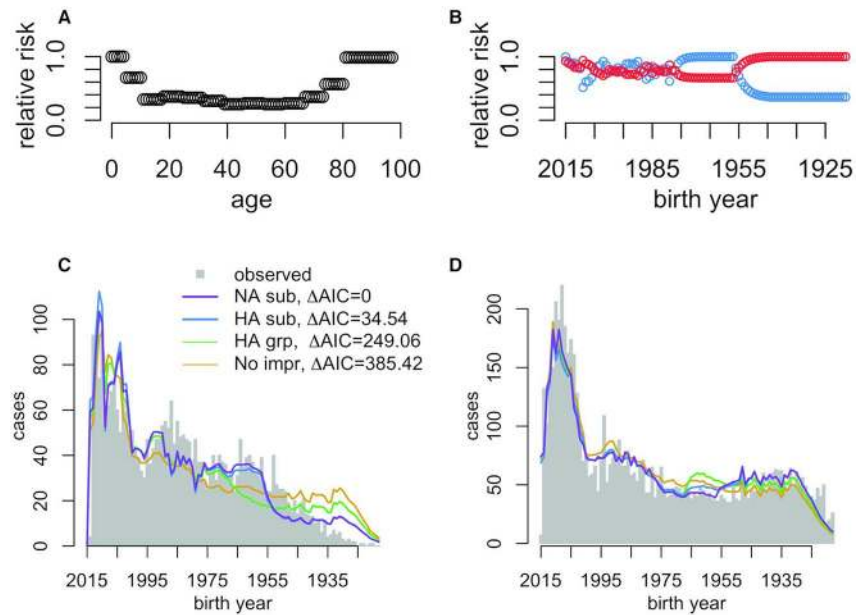 A
relative risk
1.0
0.0
0 20 40 60 80 100
age
B
relative risk
1.0
0.0
2015 1985 1955 1925
birth year
C
cases
100
80
60
40
20
0
observed
NA sub, ΔAIC=0
HA sub, ΔAIC=34.54
HA grp, ΔAIC=249.06
No impr, ΔAIC=385.42
2015 1995 1975 1955 1935
birth year
D
cases
200
150
100
50
0
2015 1995 1975 1955 1935
birth year